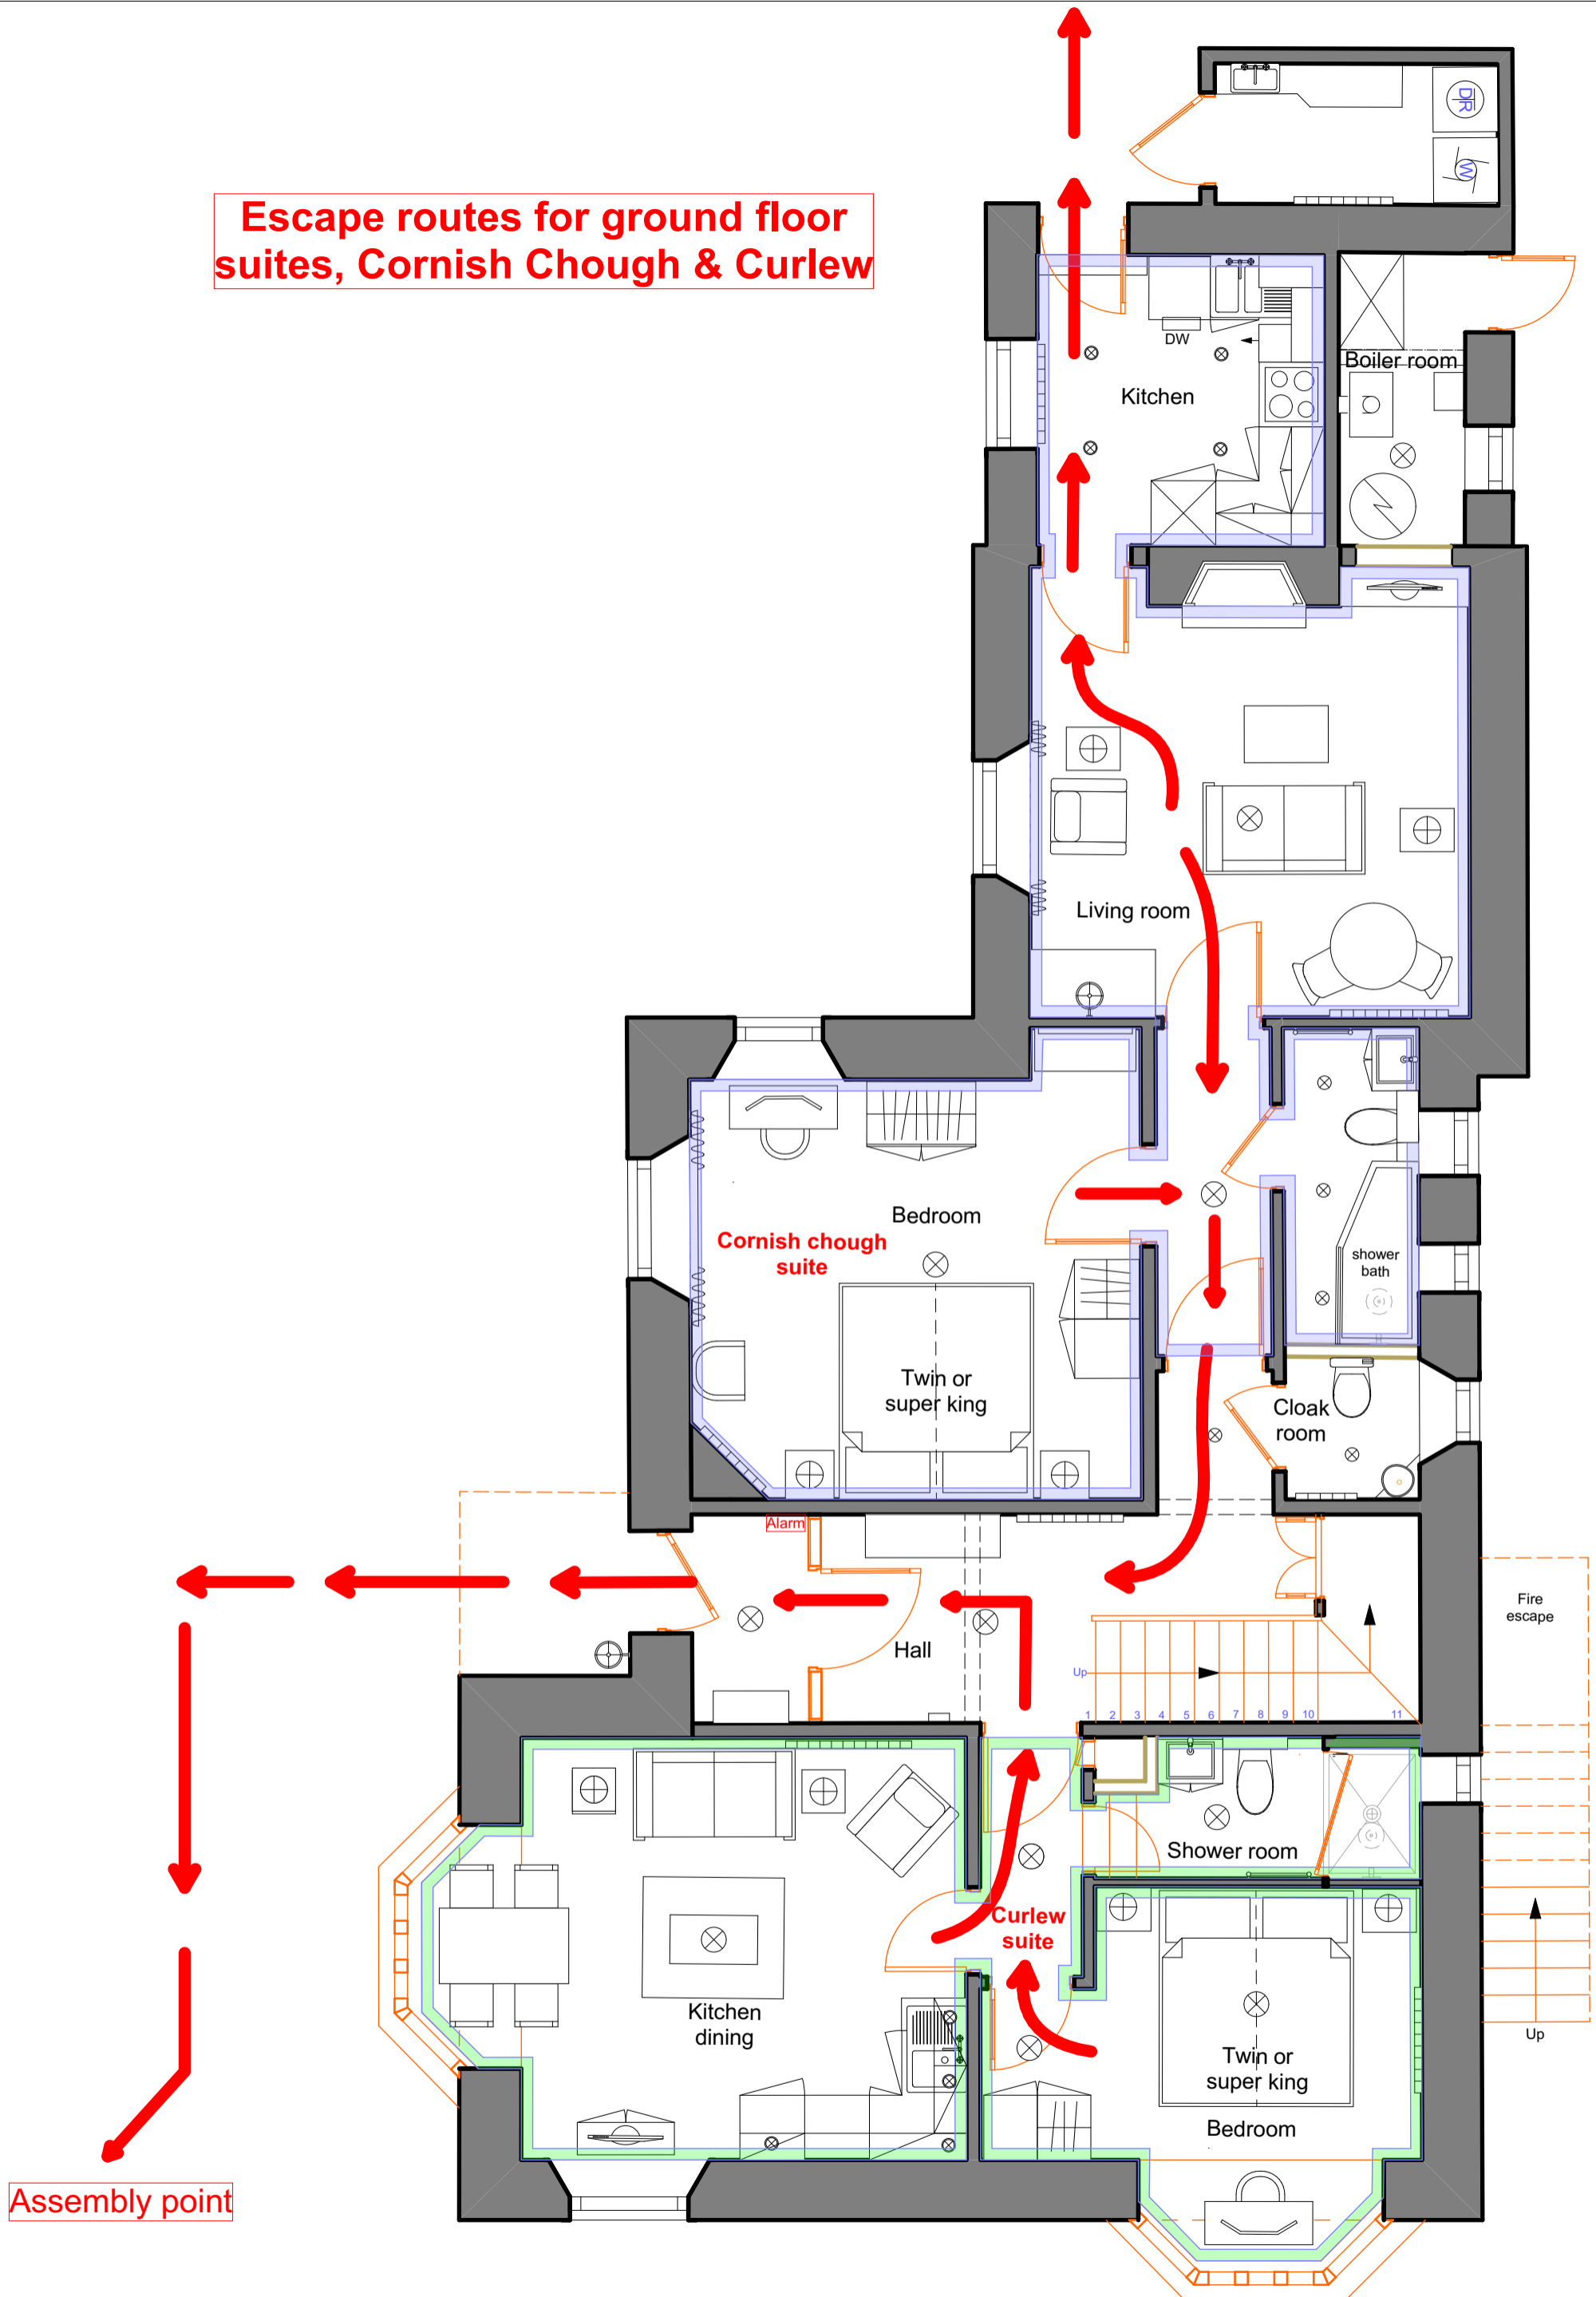 Escape routes for ground floor
suites, Cornish Chough & Curlew
DR
W
DW
Kitchen
Boiler room
Living room
Bedroom
Cornish chough
suite
shower
bath
Twin or
super king
Cloak
room
Alarm
Fire
escape
Hall
Up
1 2 3 4 5 6 7 8 9 10 11
Shower room
Curlew
suite
Kitchen
dining
Up
Twin or
super king
Bedroom
Assembly point